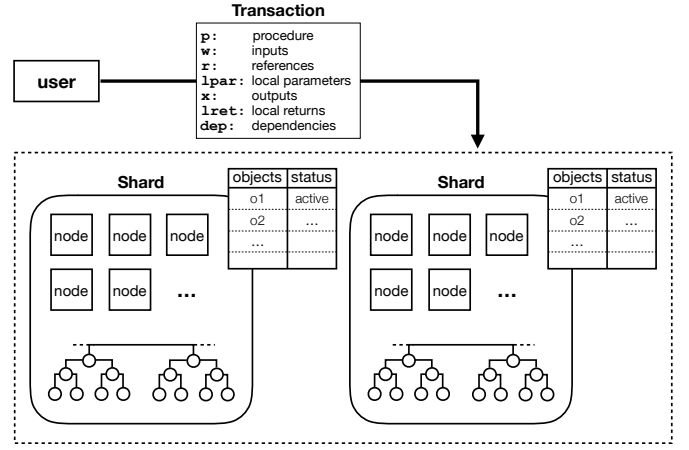 Transaction
p: procedure
w: inputs
r: references
lpar: local parameters
x: outputs
lret: local returns
dep: dependencies
user
Shard
objects status
o1 active
o2 ...
...
node node node
node node ...
Shard
objects status
o1 active
o2 ...
...
node node node
node node ...